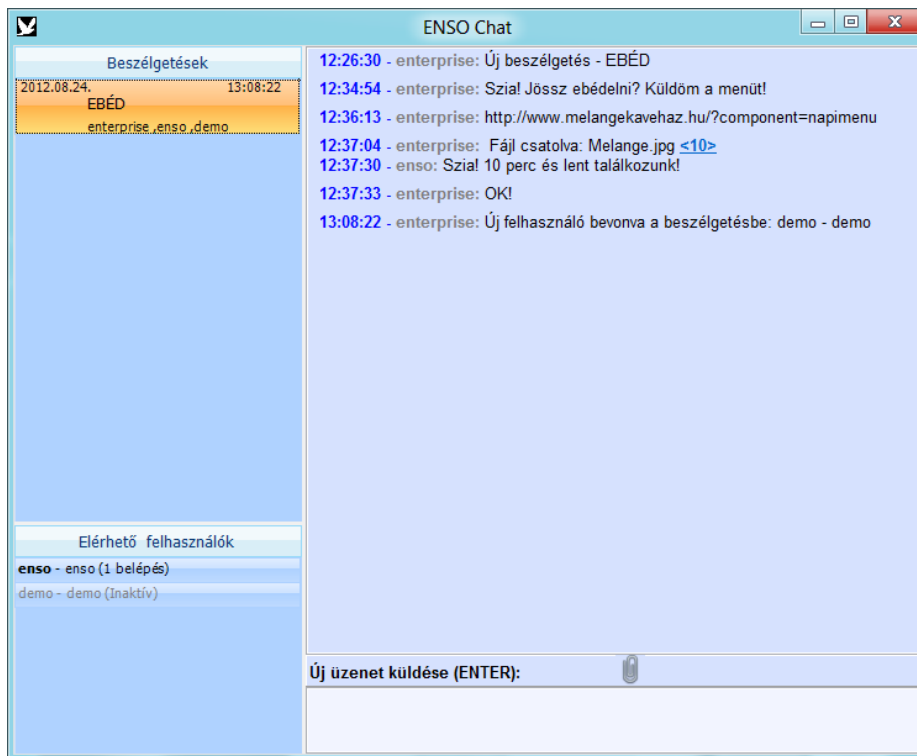 ENSO Chat
Beszélgetések
2012.08.24. 13:08:22
EBÉD
enterprise ,enso ,demo
12:26:30 - enterprise: Új beszélgetés - EBÉD
12:34:54 - enterprise: Szia! Jössz ebédelni? Küldöm a menüt!
12:36:13 - enterprise: http://www.melangekavehaz.hu/?component=napimenu
12:37:04 - enterprise: Fájl csatolva: Melange.jpg <10>
12:37:30 - enso: Szia! 10 perc és lent találkozunk!
12:37:33 - enterprise: OK!
13:08:22 - enterprise: Új felhasználó bevonva a beszélgetésbe: demo - demo
Elérhető felhasználók
enso - enso (1 belépés)
demo - demo (Inaktív)
Új üzenet küldése (ENTER):